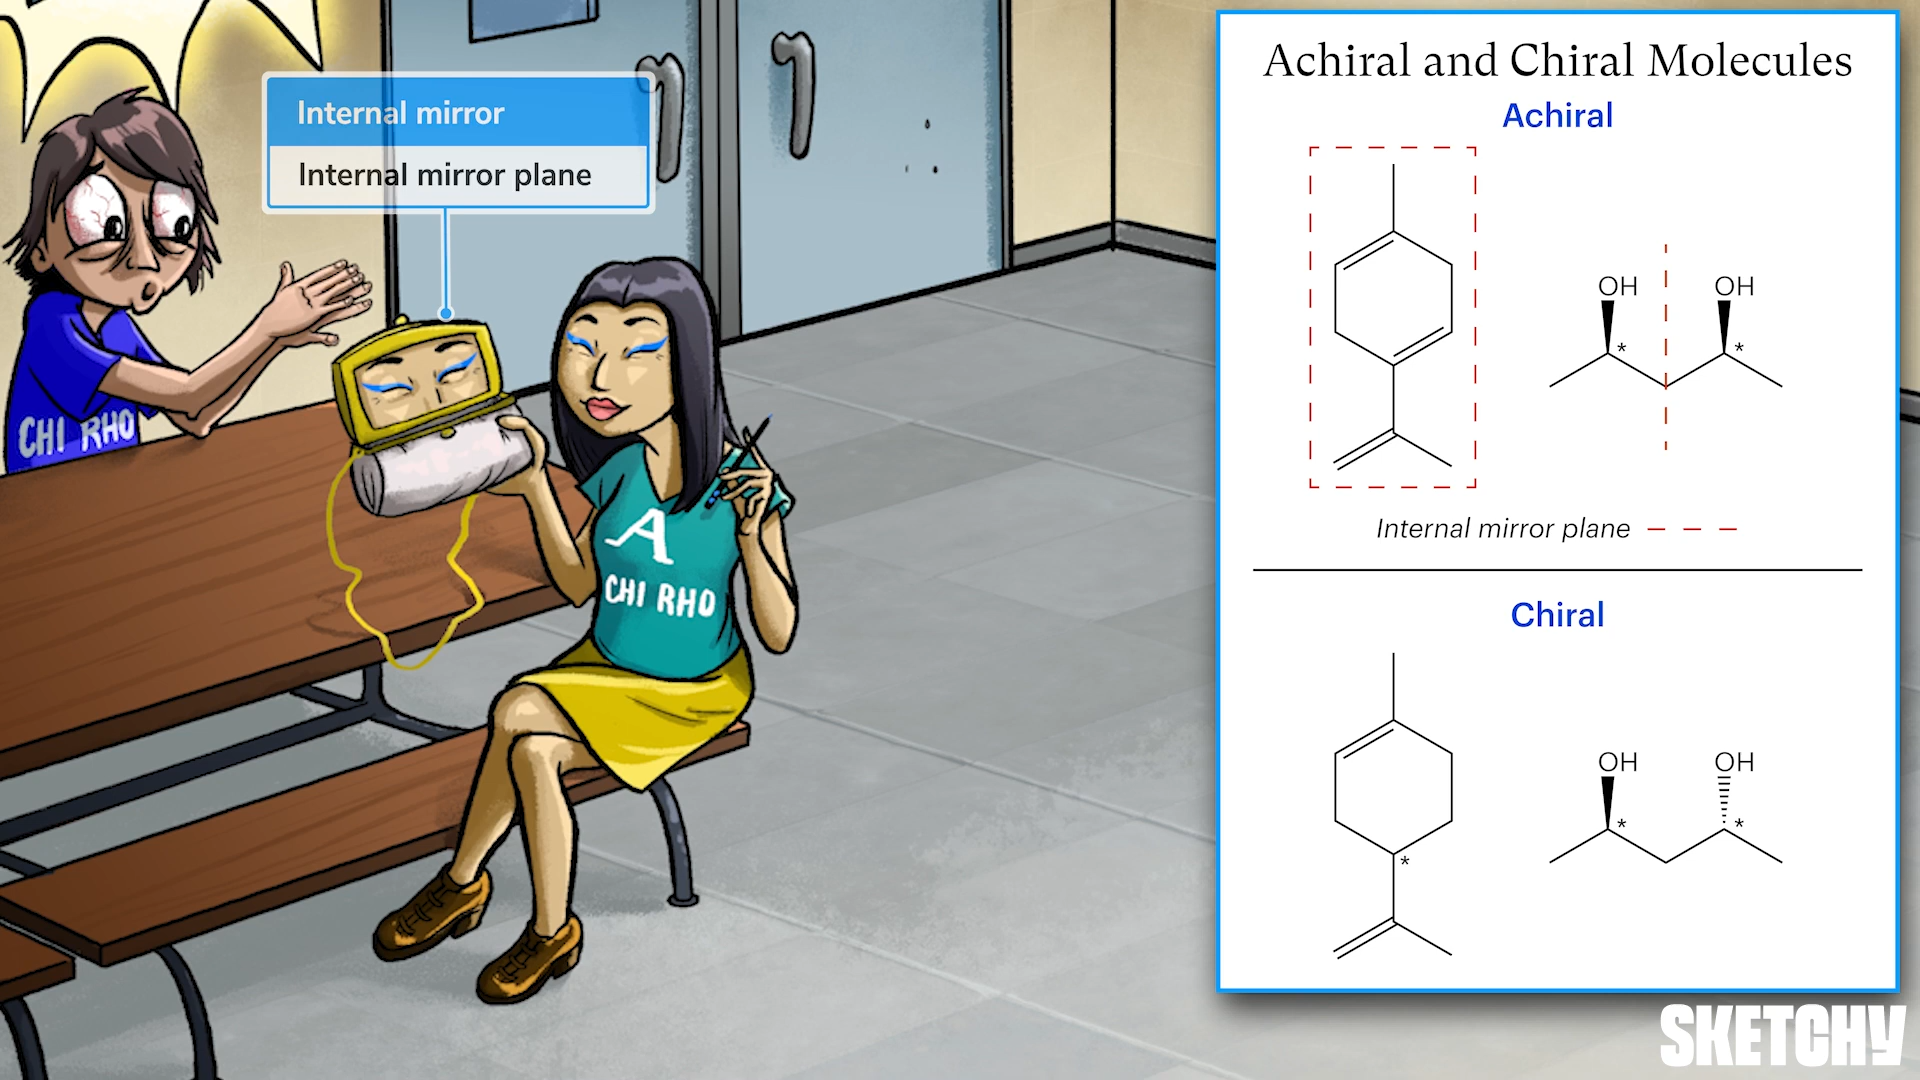 Internal mirror
Internal mirror plane
CHI RHO
A
CHI RHO
Achiral and Chiral Molecules
Achiral
OH
OH
*
*
Internal mirror plane
Chiral
OH
OH
*
*
*
SKETCHY